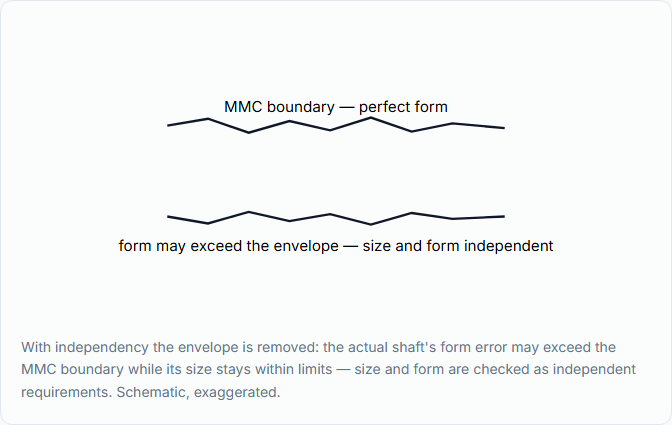 MMC boundary — perfect form
form may exceed the envelope — size and form independent
With independency the envelope is removed: the actual shaft's form error may exceed the
MMC boundary while its size stays within limits — size and form are checked as independent
requirements. Schematic, exaggerated.